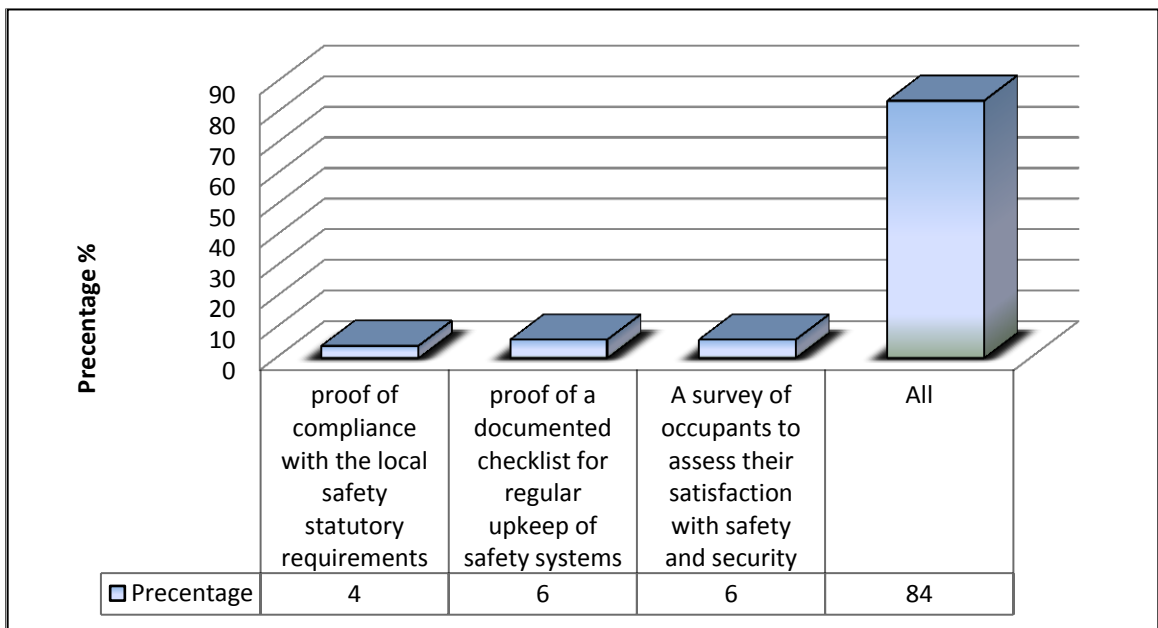 Precentage %
90
80
70
60
50
40
30
20
10
0
proof of
compliance
with the local
safety
statutory
requirements
proof of a
documented
checklist for
regular
upkeep of
safety systems
A survey of
occupants to
assess their
satisfaction
with safety
and security
All
Precentage 4 6 6 84